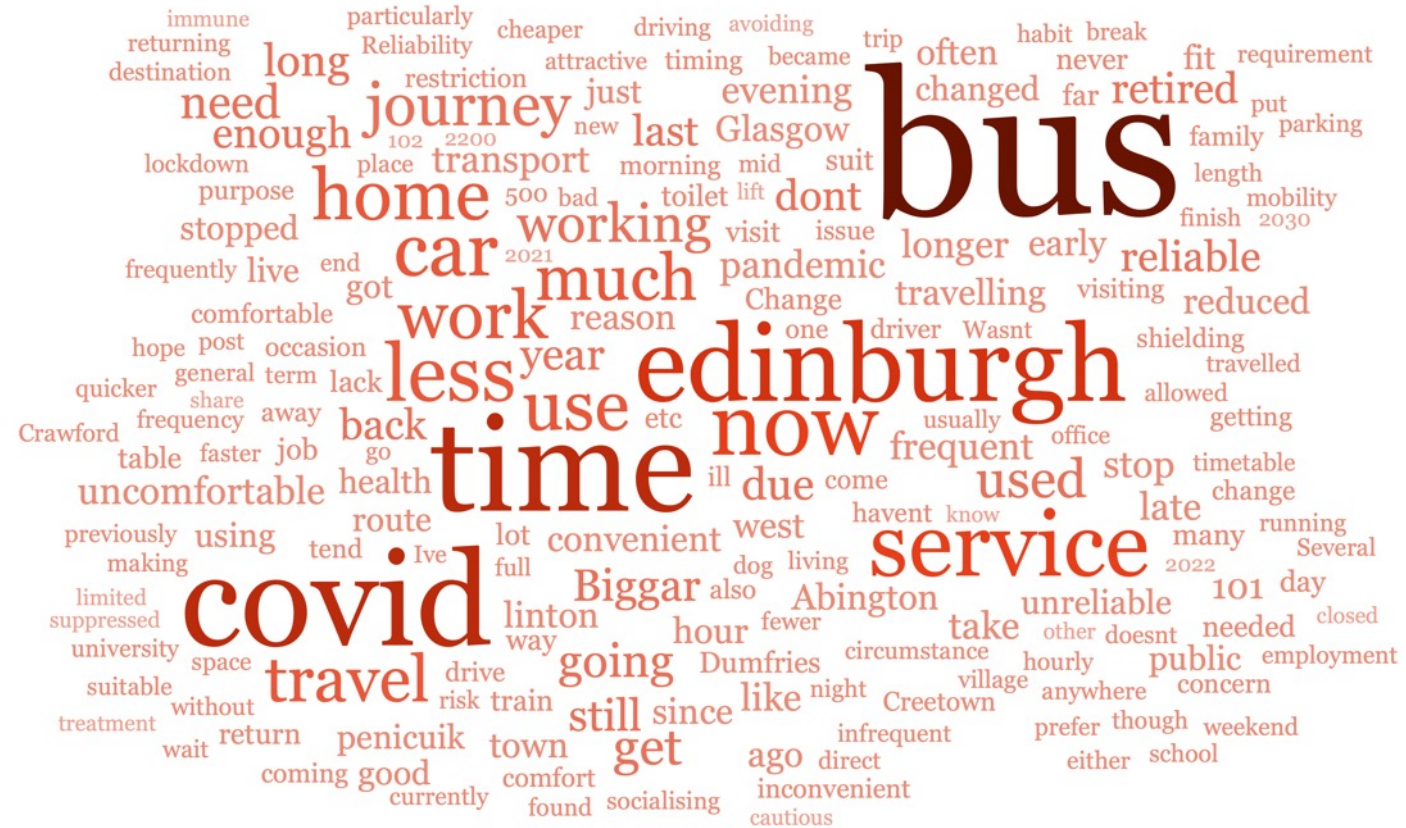 immune particularly cheaper driving avoiding trip often habit break
returning long Reliability attractive timing became never fit requirement
destination restriction
need journey just evening bus changed far retired put
enough 102 2200 new last Glasgow family parking
lockdown place transport morning mid suit length
purpose home 500 bad toilet lift dont mobility
stopped working visit issue finish 2030
frequently live end car 2021 much pandemic longer early reliable
got Change travelling visiting reduced
comfortable work reason one driver Wasnt shielding
hope post occasion less year edinburgh travelled
quicker general term lack allowed
share use now
Crawford frequency away back etc usually getting
table faster job go time frequent office
uncomfortable health ill due come used stop timetable
change
previously using route lot convenient west havent know late many running
making tend Ive full covid service 2022 Several
limited Biggar also dog living Abington unreliable 101 day
suppressed linton closed
university way hour fewer take other doesnt needed
space travel drive going Dumfries circumstance hourly public employment
suitable without risk train like night Creetown village anywhere concern
treatment still since infrequent prefer though weekend
wait return penicuik town get ago direct either school
coming good comfort inconvenient
currently found socialising
cautious